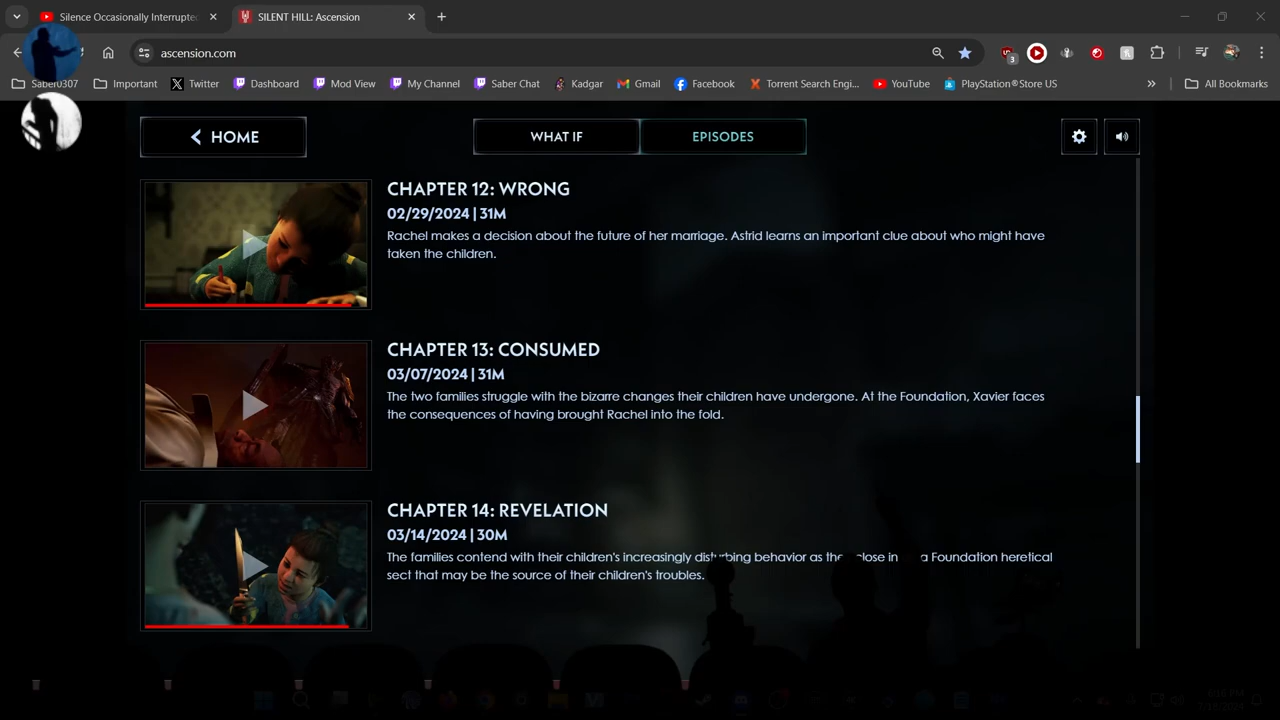 Silence Occasionally Interrupted
SILENT HILL: Ascension
ascension.com
3
Saber0307 Important Twitter Dashboard Mod View My Channel Saber Chat Kadgar Gmail Facebook Torrent Search Engi... YouTube PlayStation®Store US » All Bookmarks
HOME
WHAT IF
EPISODES
CHAPTER 12: WRONG
02/29/2024 | 31M
Rachel makes a decision about the future of her marriage. Astrid learns an important clue about who might have
taken the children.
CHAPTER 13: CONSUMED
03/07/2024 | 31M
The two families struggle with the bizarre changes their children have undergone. At the Foundation, Xavier faces
the consequences of having brought Rachel into the fold.
CHAPTER 14: REVELATION
03/14/2024 | 30M
The families contend with their children's increasingly disturbing behavior as the close in a Foundation heretical
sect that may be the source of their children's troubles.